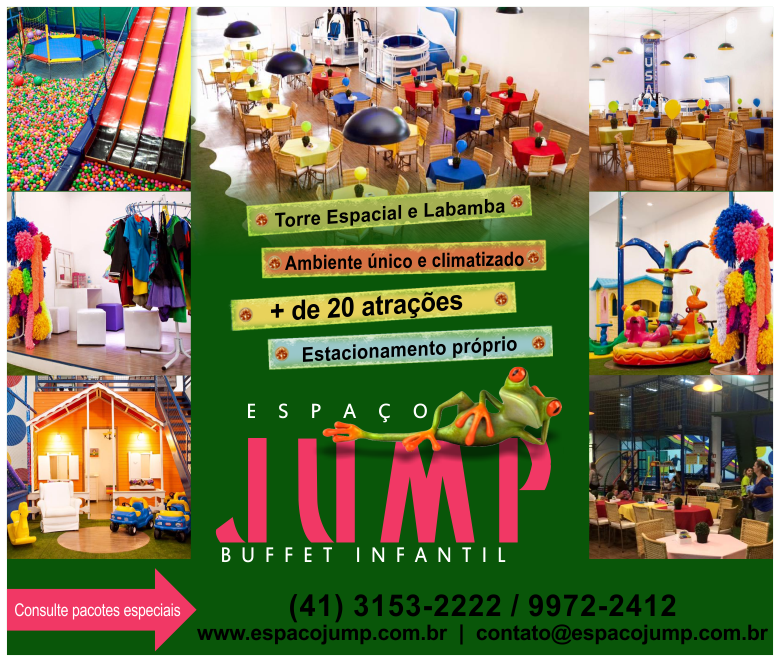 USA
Torre Espacial e Labamba
Ambiente único e climatizado
+ de 20 atrações
Estacionamento próprio
ESPAÇO
JUMP
BUFFET INFANTIL
Consulte pacotes especiais
(41) 3153-2222 / 9972-2412
www.espacojump.com.br | contato@espacojump.com.br